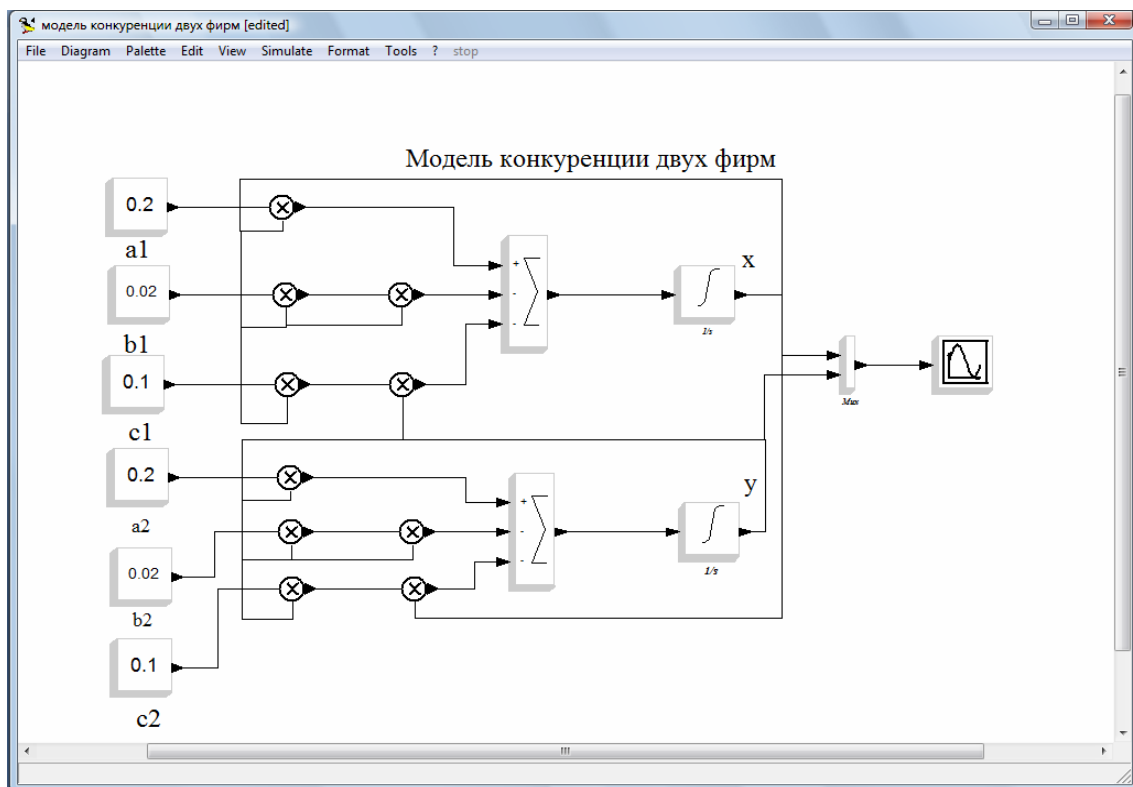 модель конкуренции двух фирм [edited]
File Diagram Palette Edit View Simulate Format Tools ? stop
Модель конкуренции двух фирм
0.2
a1
0.02
b1
0.1
c1
+
-
-
x
1/s
Mux
0.2
a2
0.02
b2
0.1
c2
+
-
-
y
1/s